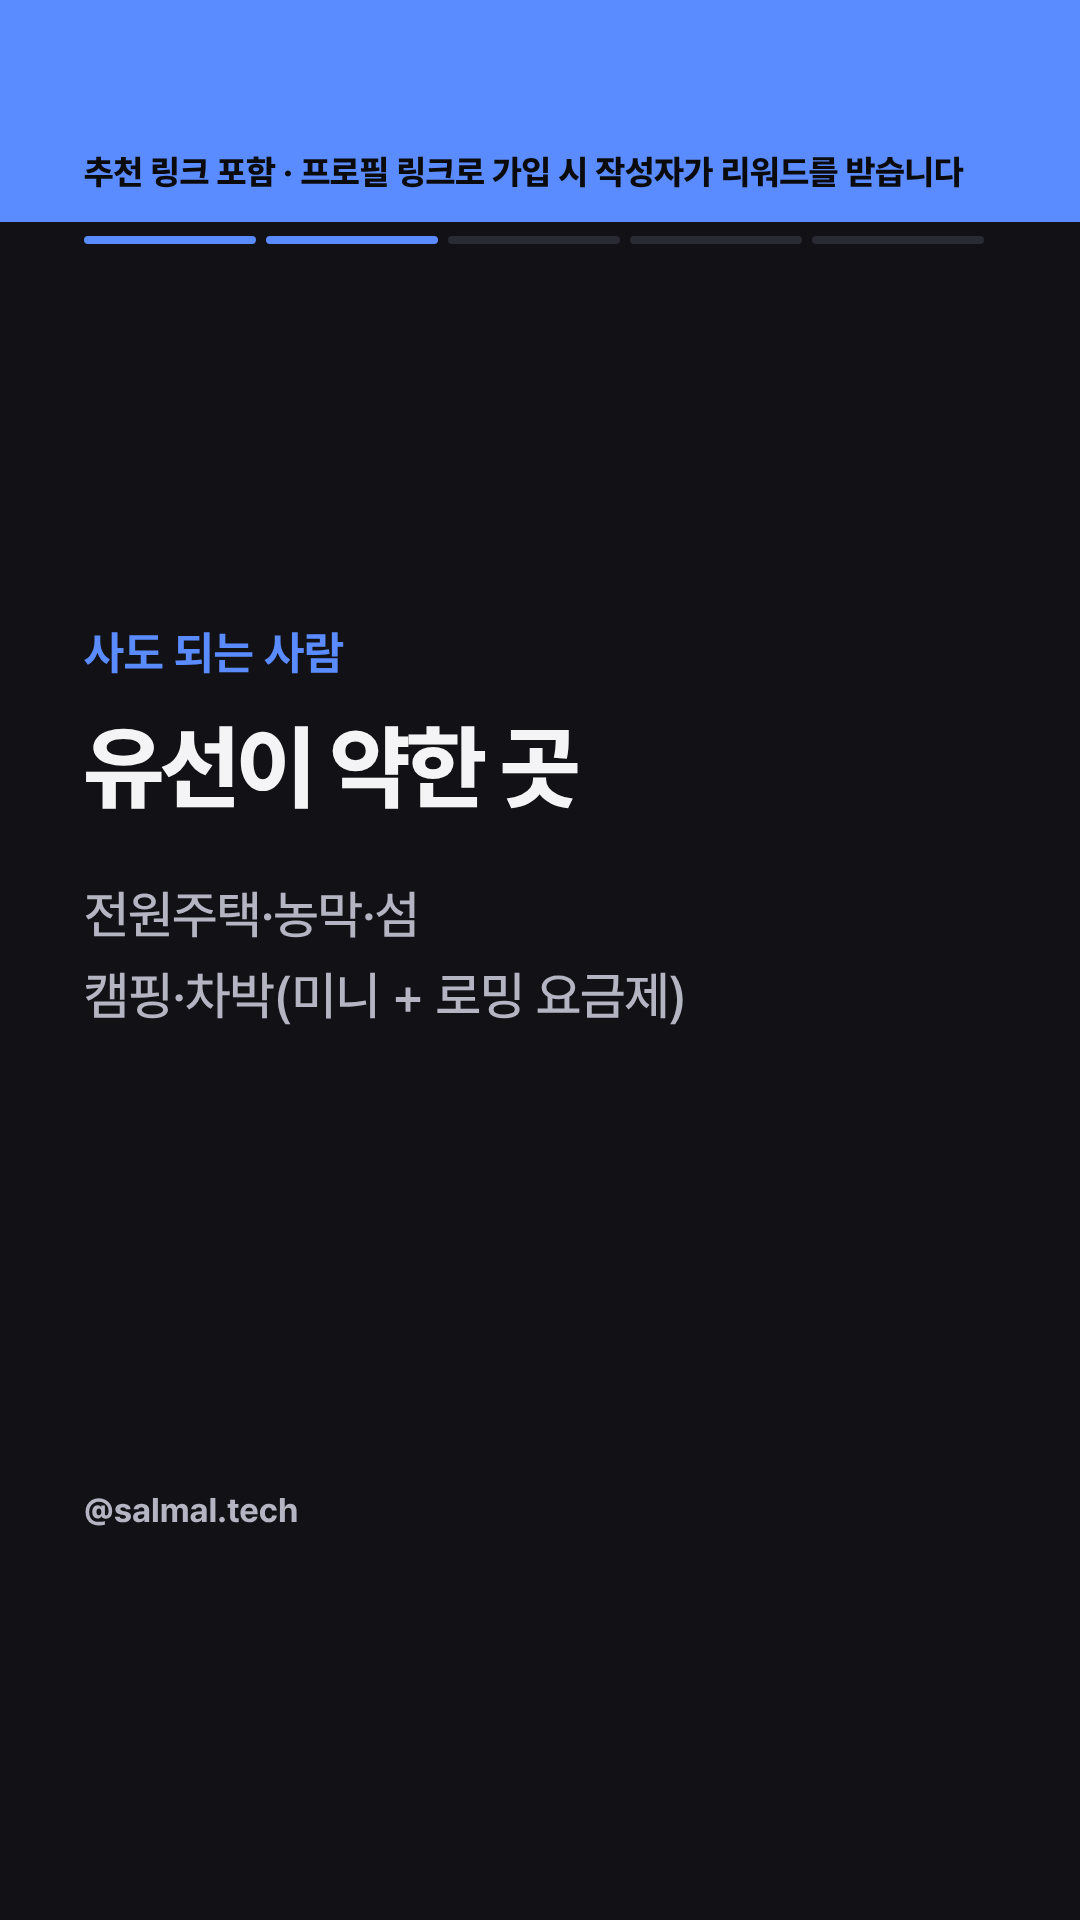 추천 링크 포함 · 프로필 링크로 가입 시 작성자가 리워드를 받습니다
사도 되는 사람
유선이 약한 곳
전원주택·농막·섬
캠핑·차박(미니 + 로밍 요금제)
@salmal.tech